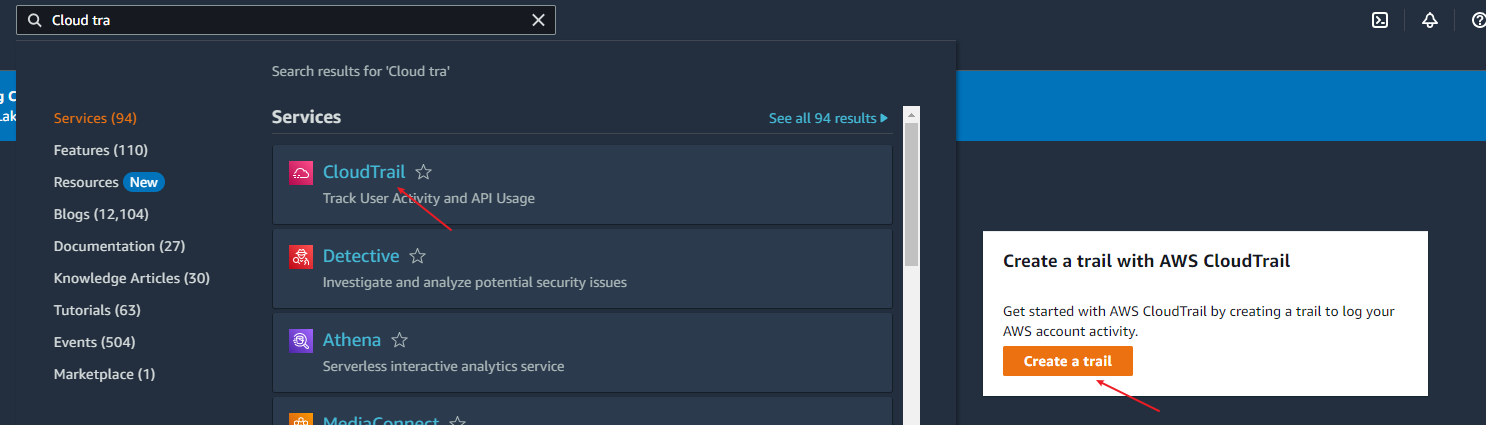 Cloud tra
Search results for 'Cloud tra'
Services (94)
Features (110)
Resources New
Blogs (12,104)
Documentation (27)
Knowledge Articles (30)
Tutorials (63)
Events (504)
Marketplace (1)
Services
See all 94 results
CloudTrail
Track User Activity and API Usage
Detective
Investigate and analyze potential security issues
Athena
Serverless interactive analytics service
MediaConnect
Create a trail with AWS CloudTrail
Get started with AWS CloudTrail by creating a trail to log your
AWS account activity.
Create a trail